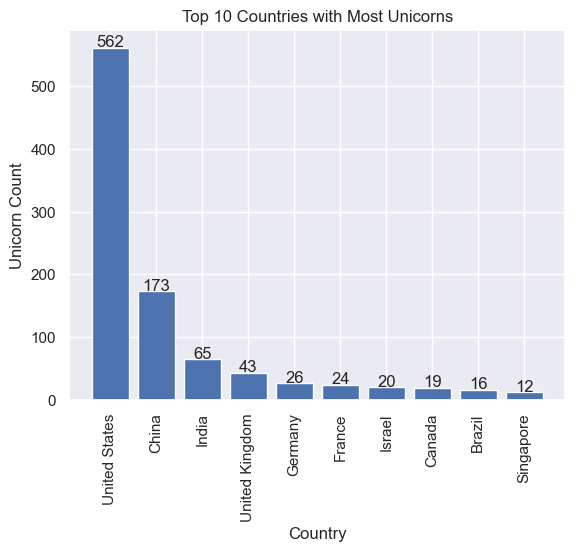 Top 10 Countries with Most Unicorns
562
173
65
43
26
24
20
19
16
12
500
400
300
200
100
0
Unicorn Count
United States
China
India
United Kingdom
Germany
France
Israel
Canada
Brazil
Singapore
Country